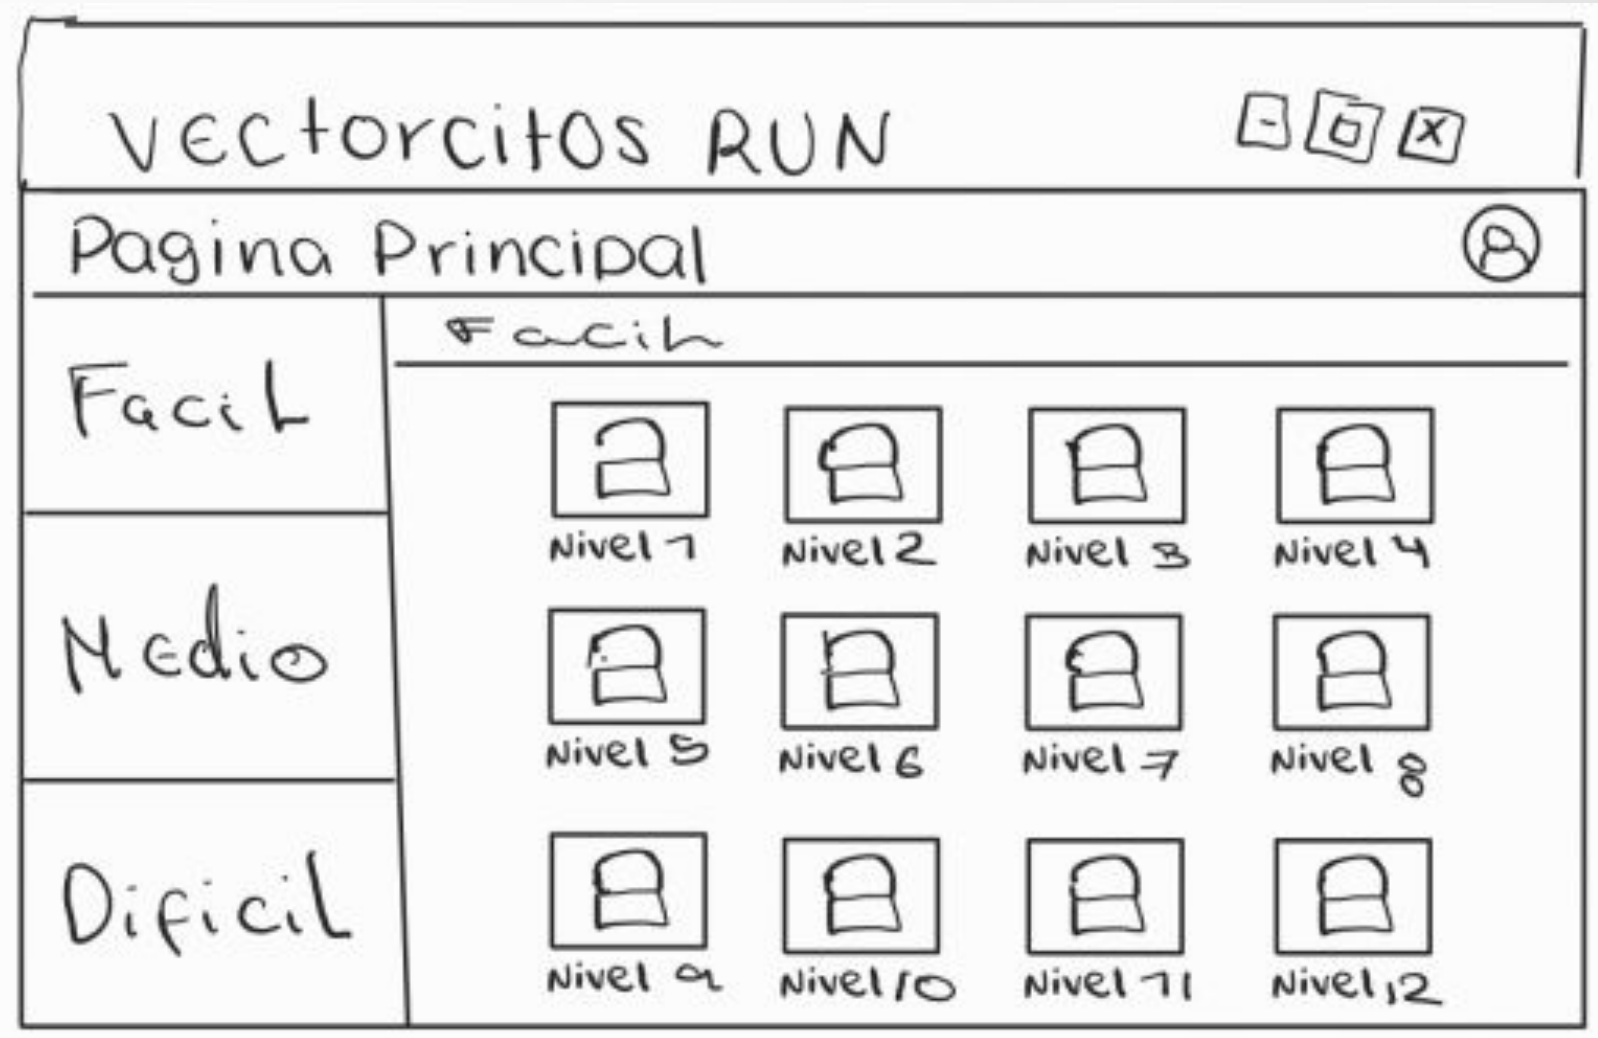 Vectorcitos RUN
Pagina Principal
Facil
Facil
Nivel 1 Nivel 2 Nivel 3 Nivel 4
Medio
Nivel 5 Nivel 6 Nivel 7 Nivel 8
Dificil
Nivel 9 Nivel 10 Nivel 11 Nivel 12